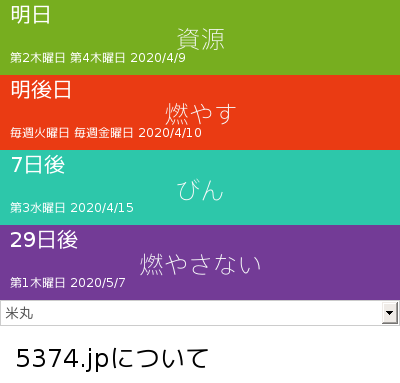 明日
資源
第2木曜日 第4木曜日 2020/4/9
明後日
燃やす
毎週火曜日 毎週金曜日 2020/4/10
7日後
びん
第3水曜日 2020/4/15
29日後
燃やさない
第1木曜日 2020/5/7
米丸
5374.jpについて